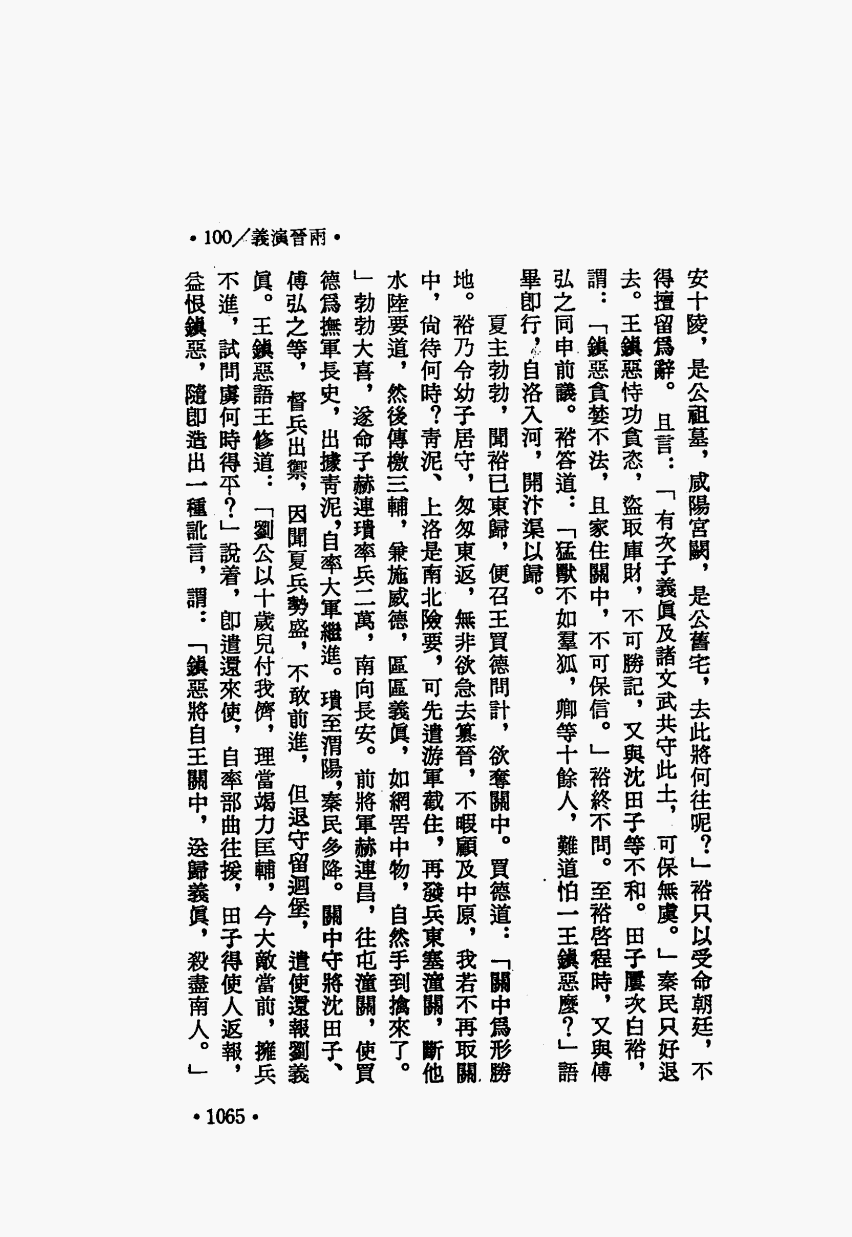 •100／義演晉兩•
安十陵，是公祖墓，咸陽宮闕，是公舊宅，去此將何往呢？」裕只以受命朝廷，不
得擅留爲辭。且言：「有次子義眞及諸文武共守此土，可保無虞。」秦民只好退
去。王鎭惡恃功貪恣，盜取庫財，不可勝記，又與沈田子等不和。田子屢次白裕，
謂：「鎭惡貪婪不法，且家住關中，不可保信。」裕終不問。至裕啓程時，又與傅
弘之同申前議。裕答道：「猛獸不如羣狐，卿等十餘人，難道怕一王鎭惡麼？」語
畢卽行，自洛入河，開汴渠以歸。
夏主勃勃，聞裕已東歸，便召王買德問計，欲奪關中。買德道：「關中爲形勝
地。裕乃令幼子居守，匆匆東返，無非欲急去篡晉，不暇顧及中原，我若不再取關
中，尙待何時？靑泥、上洛是南北險要，可先遣游軍截住，再發兵東塞潼關，斷他
水陸要道，然後傳檄三輔，兼施威德，區區義眞，如網罟中物，自然手到擒來了。
」勃勃大喜，遂命子赫連璝率兵二萬，南向長安。前將軍赫連昌，往屯潼關，使買
德爲撫軍長史，出據靑泥，自率大軍繼進。璝至渭陽，秦民多降。關中守將沈田子、
傅弘之等，督兵出禦，因聞夏兵勢盛，不敢前進，但退守留迴堡，遣使還報劉義
眞。王鎭惡語王修道：「劉公以十歲兒付我儕，理當竭力匡輔，今大敵當前，擁兵
不進，試問虜何時得平？」說着，卽遣還來使，自率部曲往援，田子得使人返報，
益恨鎭惡，隨卽造出一種訛言，謂：「鎭惡將自王關中，送歸義眞，殺盡南人。」
•1065•